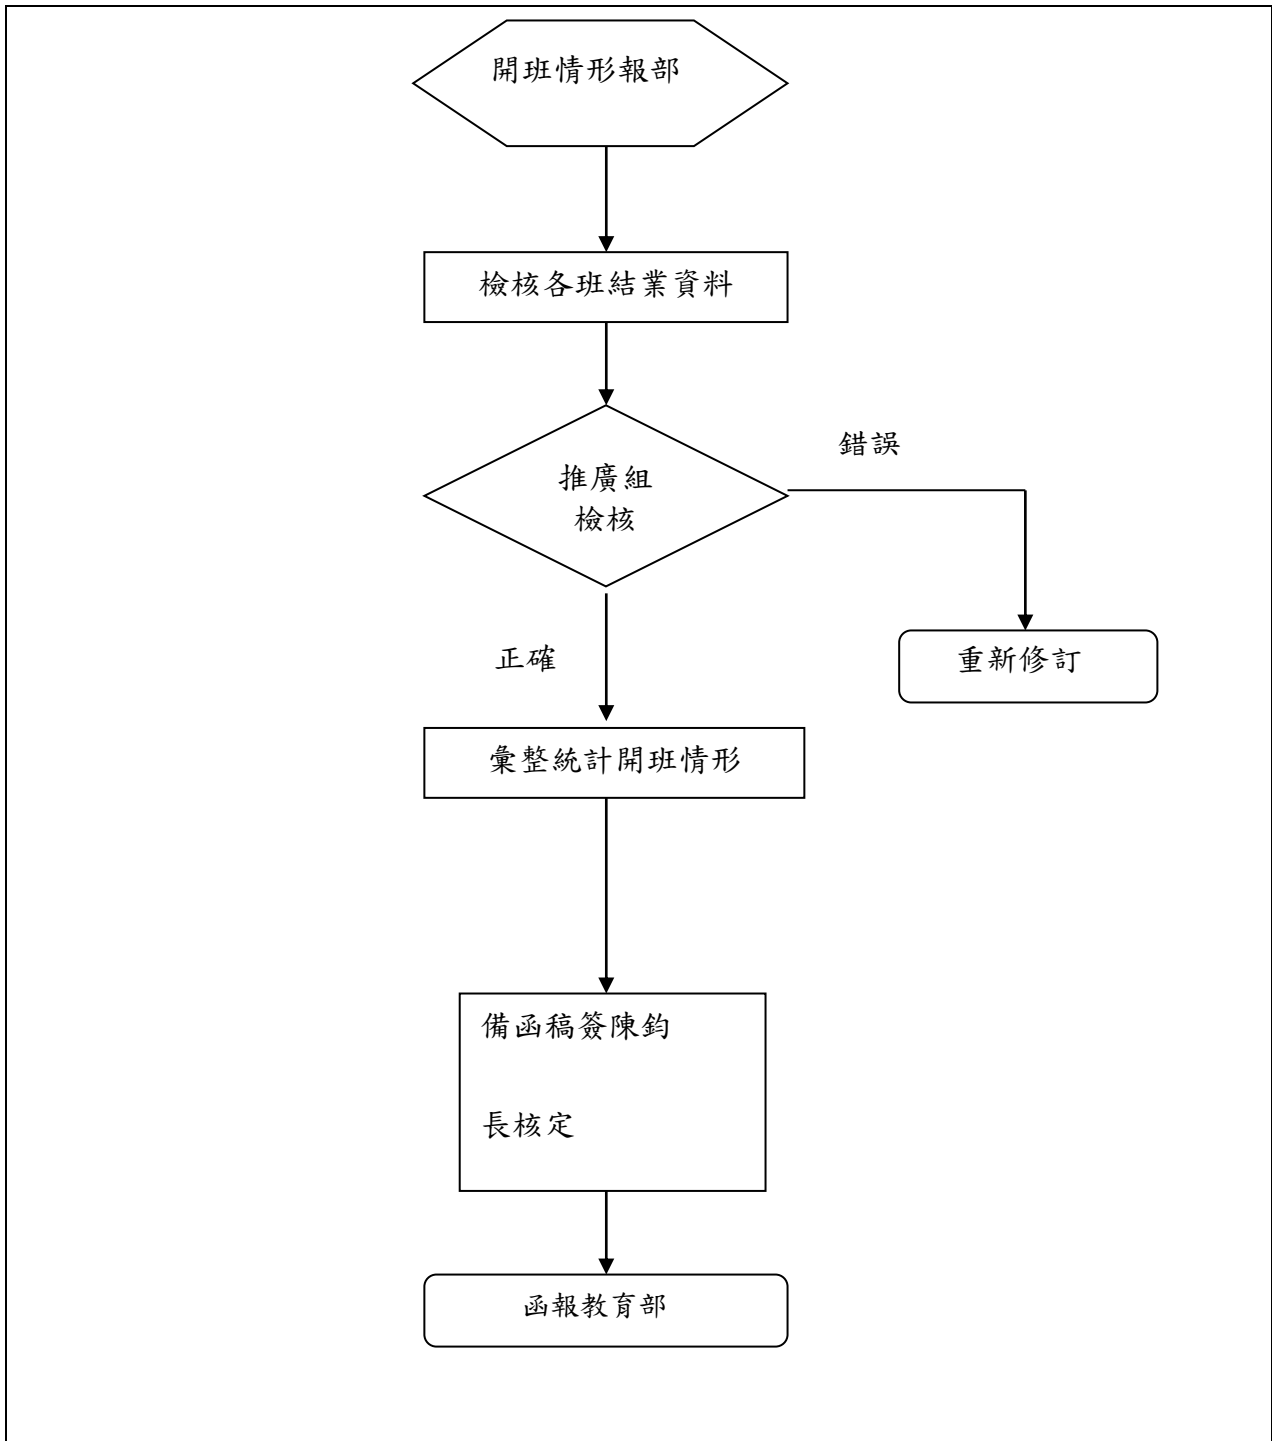 開班情形報部
檢核各班結業資料
錯誤
推廣組
檢核
正確
重新修訂
彙整統計開班情形
備函稿簽陳鈞
長核定
函報教育部